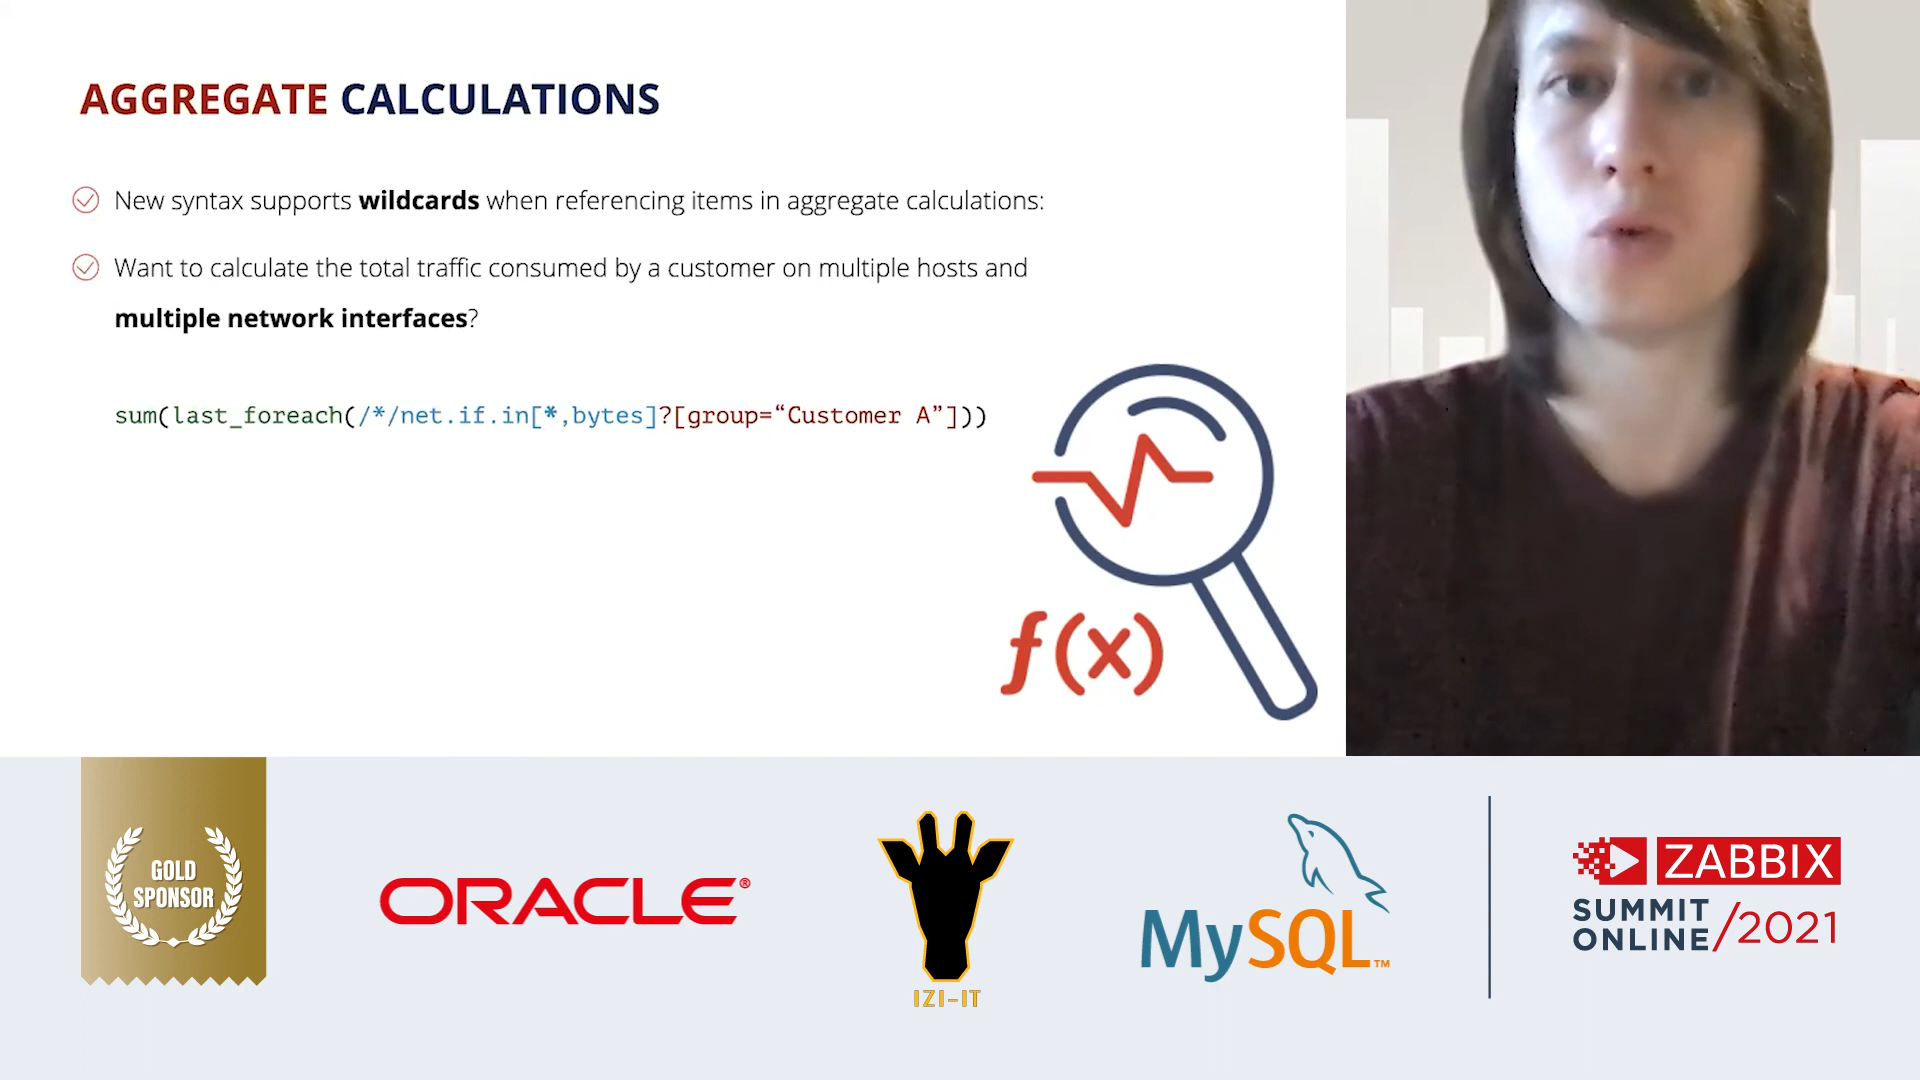 AGGREGATE CALCULATIONS
New syntax supports wildcards when referencing items in aggregate calculations:
Want to calculate the total traffic consumed by a customer on multiple hosts and
multiple network interfaces?
sum(last_foreach(/*/net.if.in[*,bytes]?[group=“Customer A”]))
f(x)
GOLD
SPONSOR
ORACLE®
IZI-IT
MySQL™
ZABBIX
SUMMIT
ONLINE/2021